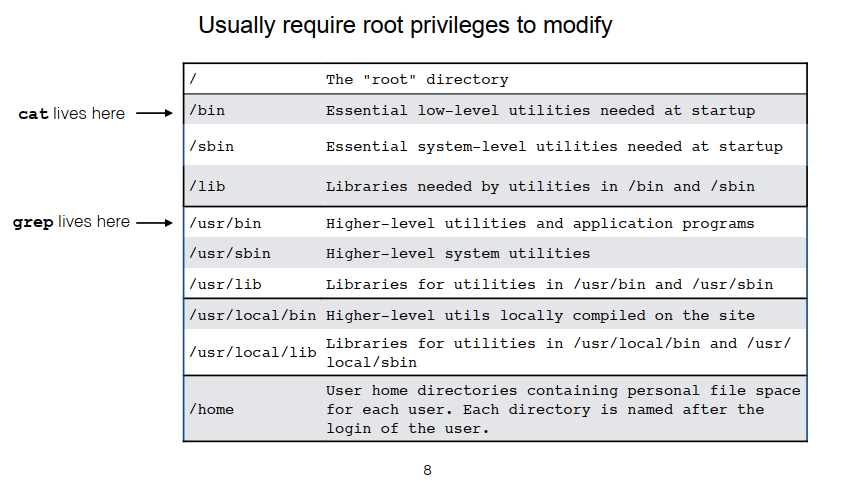 Usually require root privileges to modify
/ The "root" directory
cat lives here
/bin Essential low-level utilities needed at startup
/sbin Essential system-level utilities needed at startup
/lib Libraries needed by utilities in /bin and /sbin
grep lives here
/usr/bin Higher-level utilities and application programs
/usr/sbin Higher-level system utilities
/usr/lib Libraries for utilities in /usr/bin and /usr/sbin
/usr/local/bin Higher-level utils locally compiled on the site
/usr/local/lib Libraries for utilities in /usr/local/bin and /usr/
local/sbin
/home User home directories containing personal file space
for each user. Each directory is named after the
login of the user.
8